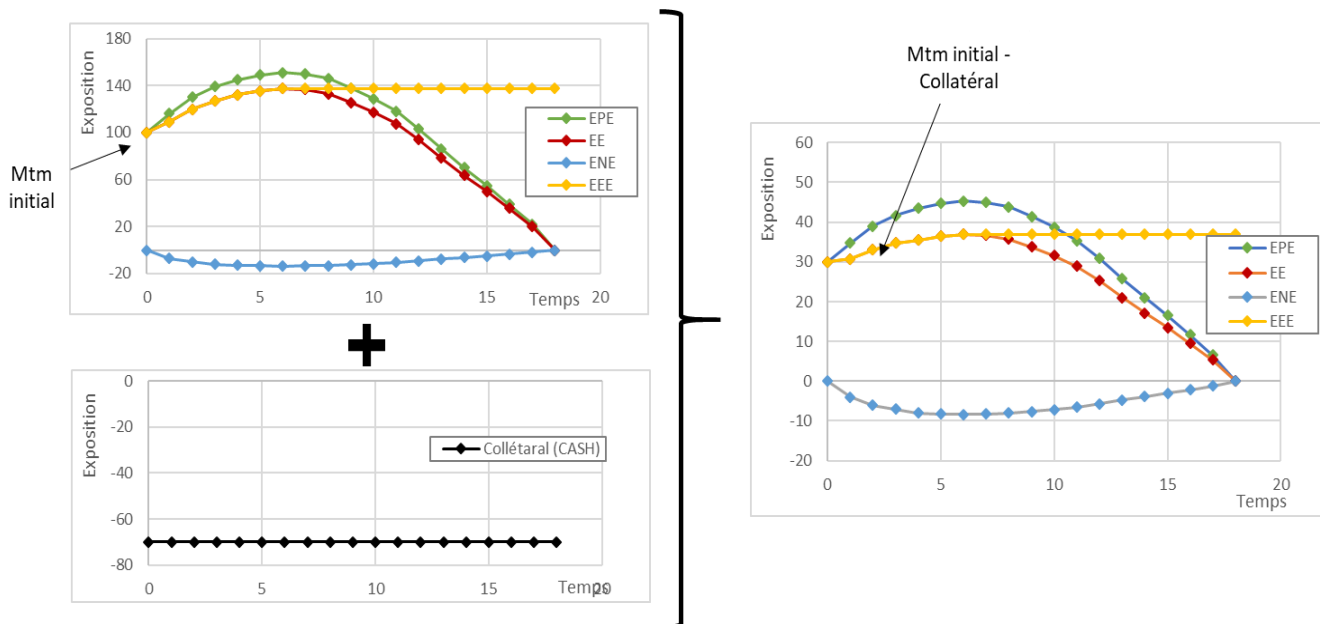 180
140
100
60
20
-20
Exposition
0
5
10
15
20
Temps
EPE
EE
ENE
EEE
Mtm
initial
+
0
-20
-40
-60
-80
Exposition
Collétaral (CASH)
0
5
10
15
20
Temps
Mtm initial -
Collatéral
60
50
40
30
20
10
0
-10
-20
Exposition
0
5
10
15
20
Temps
EPE
EE
ENE
EEE